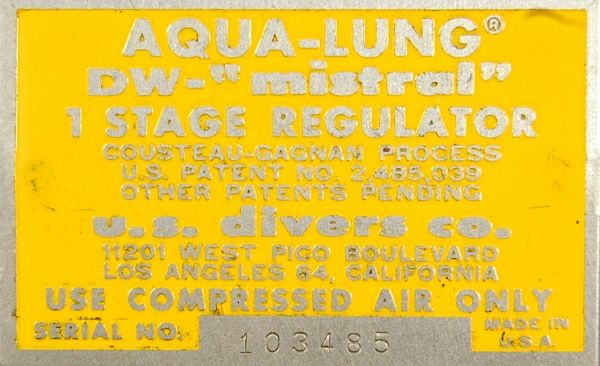 AQUA-LUNG®
DW-"mistral"
1 STAGE REGULATOR
COUSTEAU-GAGNAN PROCESS
U.S. PATENT NO. 2,485,039
OTHER PATENTS PENDING
u.s. divers co.
11201 WEST PICO BOULEVARD
LOS ANGELES 64, CALIFORNIA
USE COMPRESSED AIR ONLY
SERIAL NO. 103485 MADE IN
U.S.A.